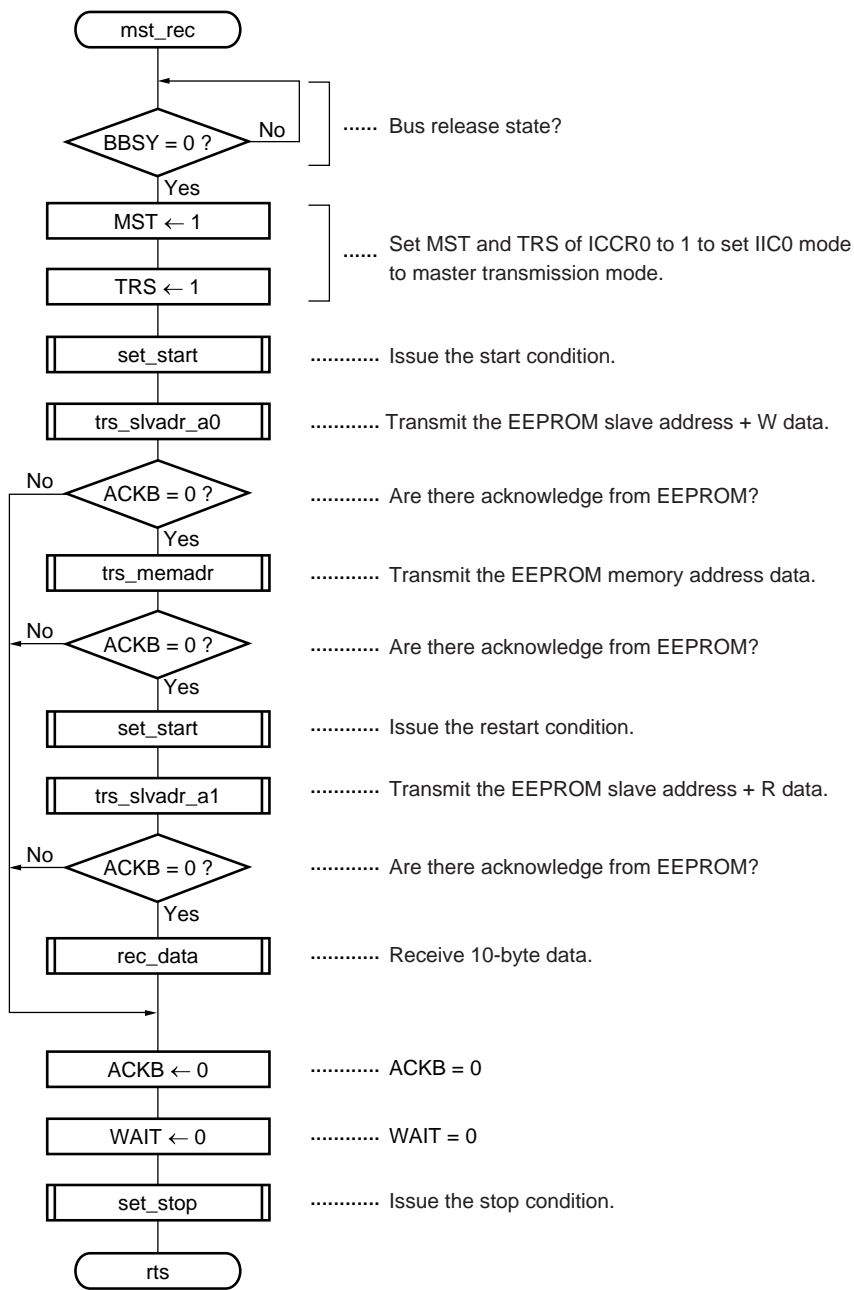 mst_rec
BBSY = 0 ?
No
...... Bus release state?
Yes
MST ← 1
...... Set MST and TRS of ICCR0 to 1 to set IIC0 mode
to master transmission mode.
TRS ← 1
set_start
............ Issue the start condition.
trs_slvadr_a0
............ Transmit the EEPROM slave address + W data.
No
ACKB = 0 ?
............ Are there acknowledge from EEPROM?
Yes
trs_memadr
............ Transmit the EEPROM memory address data.
No
ACKB = 0 ?
............ Are there acknowledge from EEPROM?
Yes
set_start
............ Issue the restart condition.
trs_slvadr_a1
............ Transmit the EEPROM slave address + R data.
No
ACKB = 0 ?
............ Are there acknowledge from EEPROM?
Yes
rec_data
............ Receive 10-byte data.
ACKB ← 0
............ ACKB = 0
WAIT ← 0
............ WAIT = 0
set_stop
............ Issue the stop condition.
rts